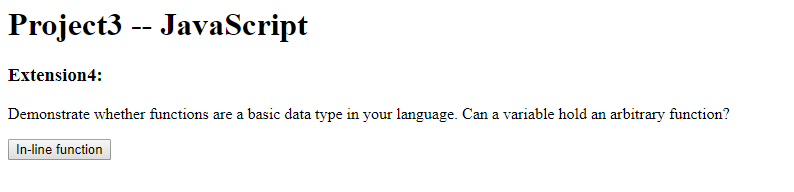 Project3 -- JavaScript
Extension4:
Demonstrate whether functions are a basic data type in your language. Can a variable hold an arbitrary function?
In-line function